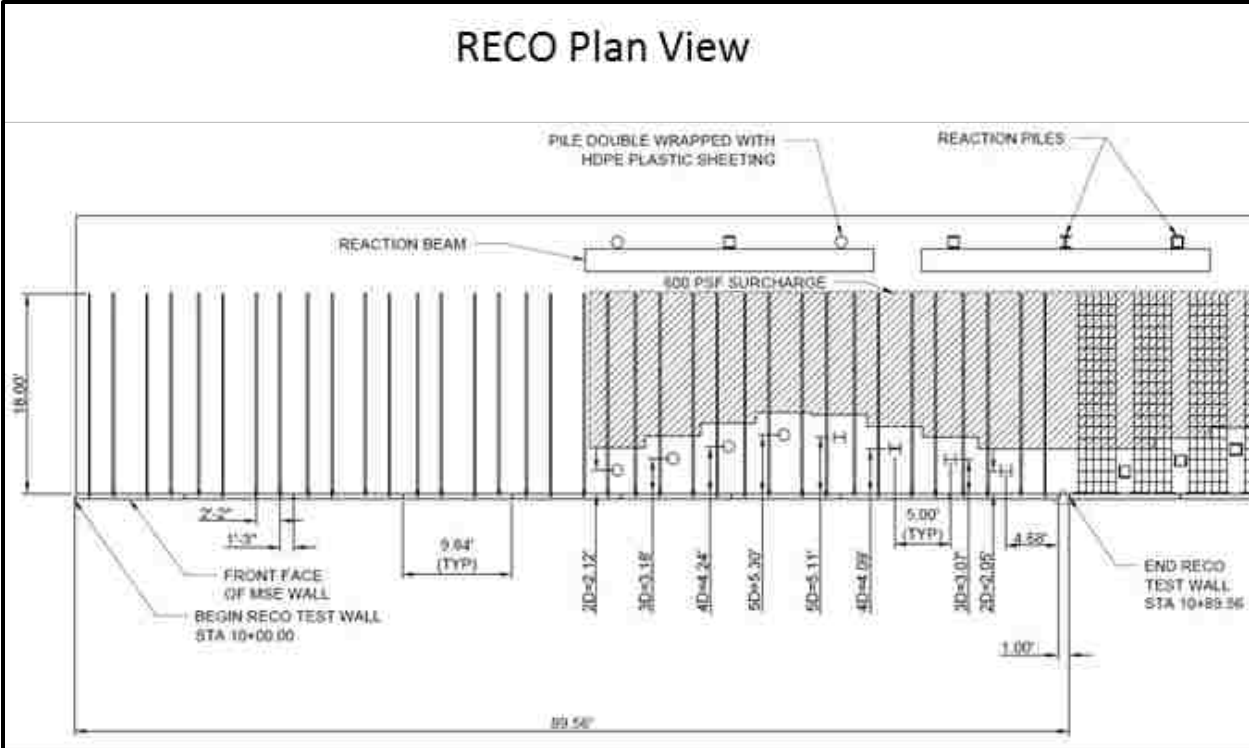 RECO Plan View
PILE DOUBLE WRAPPED WITH
HDPE PLASTIC SHEETING
REACTION PILES
REACTION BEAM
600 PSF SURCHARGE
18.00'
2'-2"
1'-3"
9.84'
(TYP)
5.00'
(TYP)
4.68'
FRONT FACE
OF MSE WALL
BEGIN RECO TEST WALL
STA 10+00.00
2D=2.12'
3D=3.18'
4D=4.24'
5D=5.30'
5D=5.11'
4D=4.09'
3D=3.07'
2D=2.05'
END RECO
TEST WALL
STA 10+89.56
1.00'
89.56'